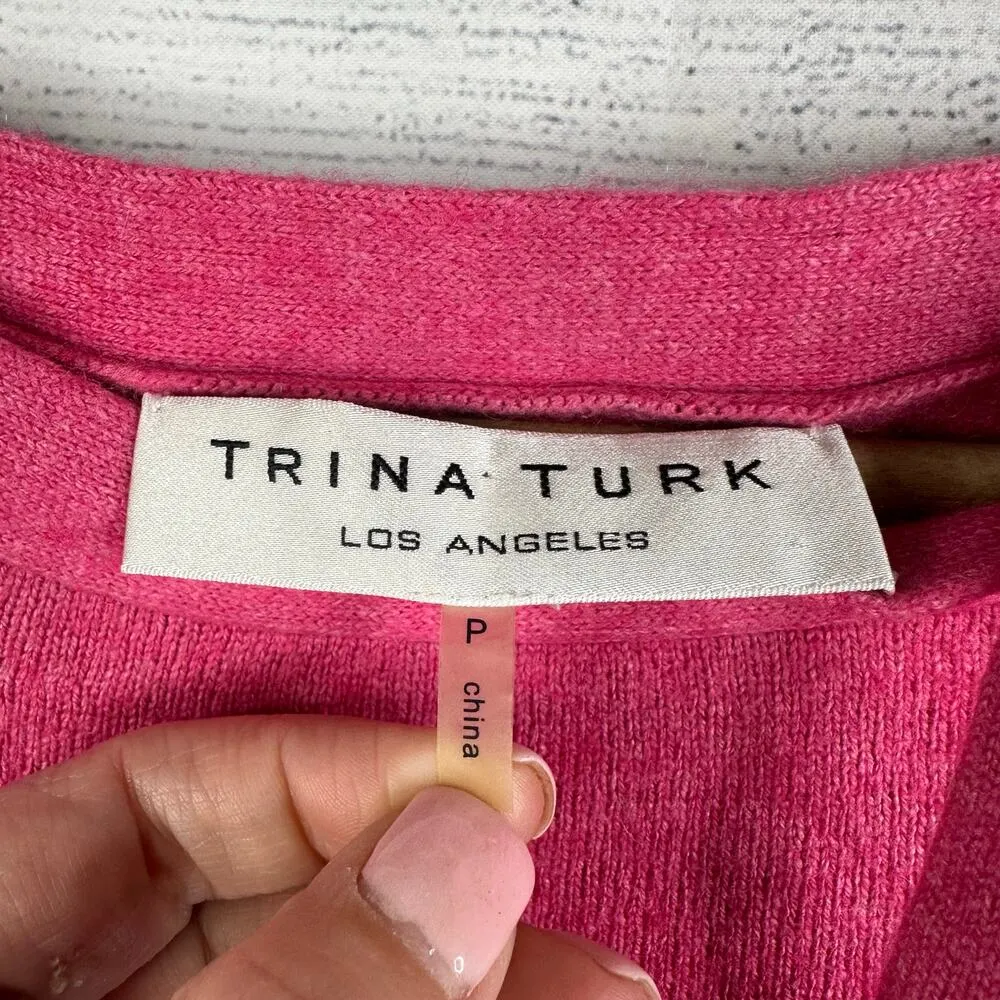 TRINA TURK
LOS ANGELES
P
china